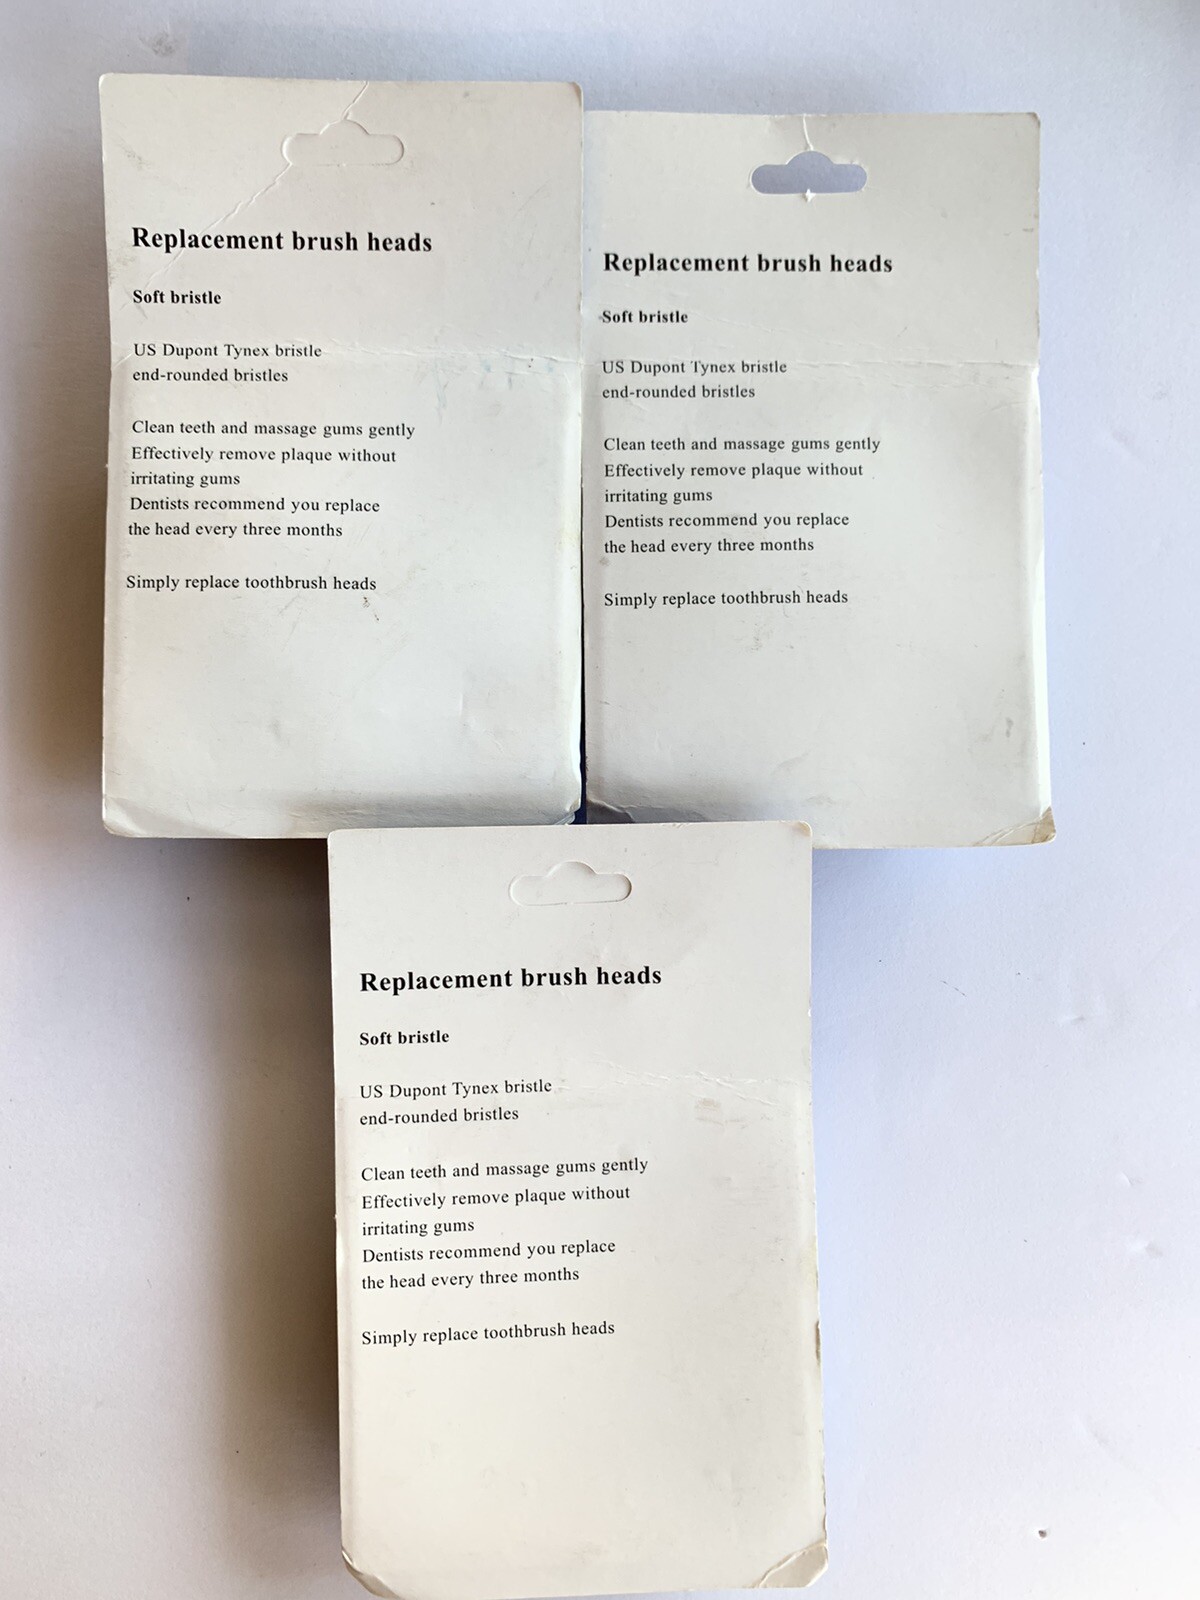 Replacement brush heads
Soft bristle
US Dupont Tynex bristle
end-rounded bristles
Clean teeth and massage gums gently
Effectively remove plaque without
irritating gums
Dentists recommend you replace
the head every three months
Simply replace toothbrush heads
Replacement brush heads
Soft bristle
US Dupont Tynex bristle
end-rounded bristles
Clean teeth and massage gums gently
Effectively remove plaque without
irritating gums
Dentists recommend you replace
the head every three months
Simply replace toothbrush heads
Replacement brush heads
Soft bristle
US Dupont Tynex bristle
end-rounded bristles
Clean teeth and massage gums gently
Effectively remove plaque without
irritating gums
Dentists recommend you replace
the head every three months
Simply replace toothbrush heads